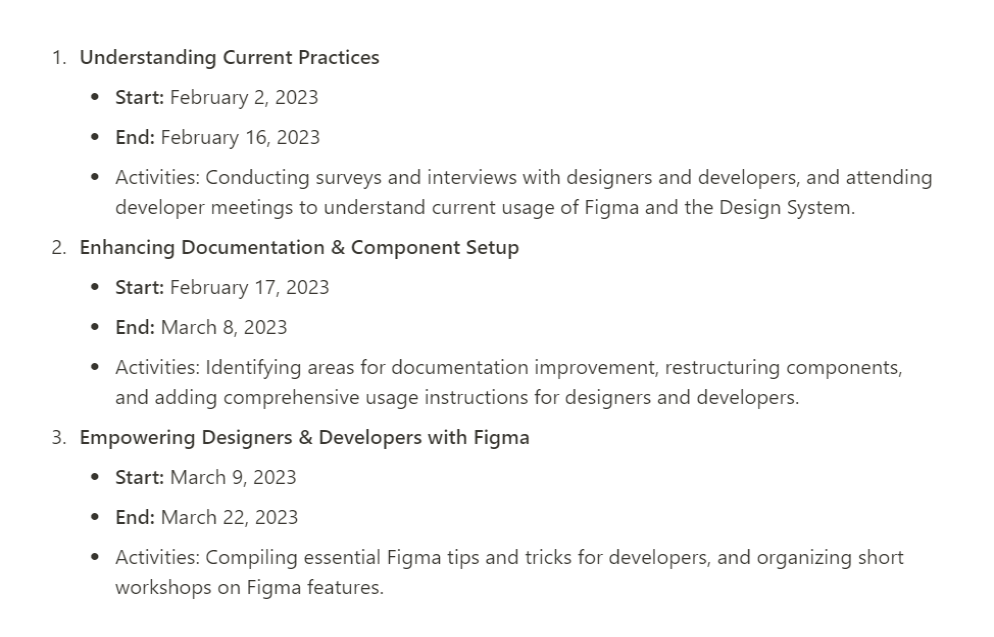 1. Understanding Current Practices
• Start: February 2, 2023
• End: February 16, 2023
• Activities: Conducting surveys and interviews with designers and developers, and attending
developer meetings to understand current usage of Figma and the Design System.
2. Enhancing Documentation & Component Setup
• Start: February 17, 2023
• End: March 8, 2023
• Activities: Identifying areas for documentation improvement, restructuring components,
and adding comprehensive usage instructions for designers and developers.
3. Empowering Designers & Developers with Figma
• Start: March 9, 2023
• End: March 22, 2023
• Activities: Compiling essential Figma tips and tricks for developers, and organizing short
workshops on Figma features.